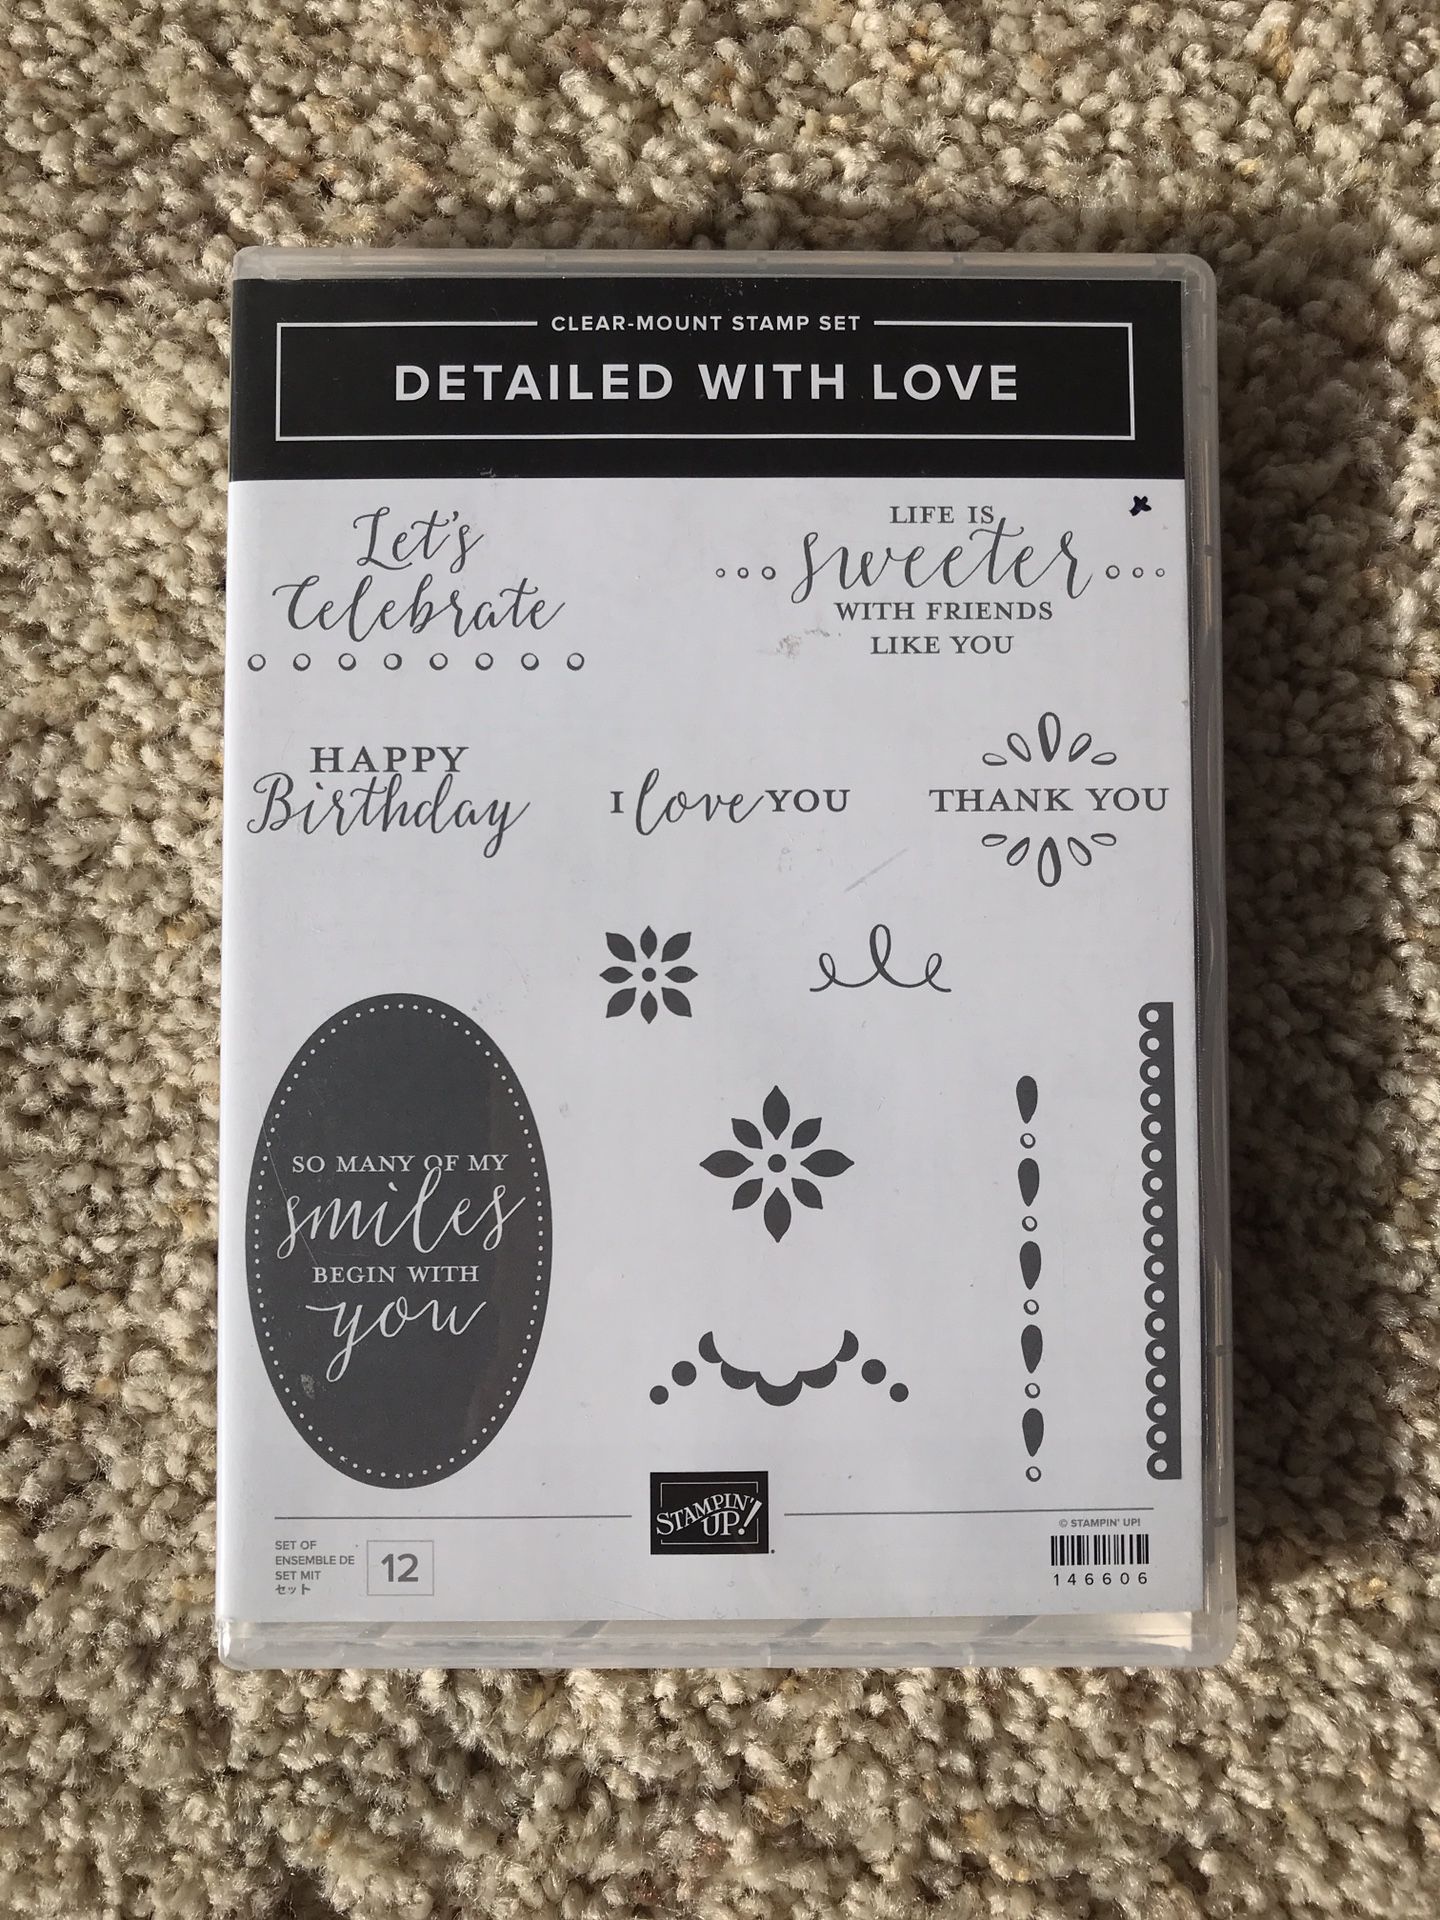 CLEAR-MOUNT STAMP SET
DETAILED WITH LOVE
Let's
Celebrate
LIFE IS
sweeter
WITH FRIENDS
LIKE YOU
HAPPY
Birthday
I love YOU
THANK YOU
SO MANY OF MY
smiles
BEGIN WITH
you
STAMPIN'
UP!
© STAMPIN' UP!
SET OF
ENSEMBLE DE
SET MIT
セット
12
146606